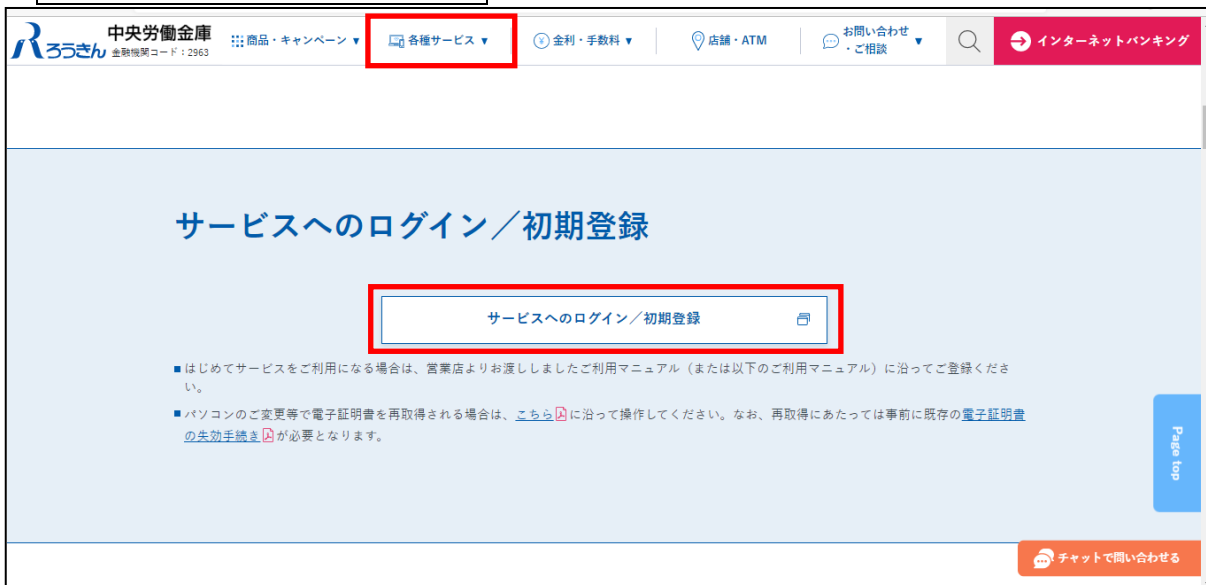 ろうきん 中央労働金庫
金融機関コード：2963
商品・キャンペーン ▼
各種サービス ▼
金利・手数料 ▼
店舗・ATM
お問い合わせ
・ご相談 ▼
インターネットバンキング
サービスへのログイン／初期登録
サービスへのログイン／初期登録
■はじめてサービスをご利用になる場合は、営業店よりお渡ししましたご利用マニュアル（または以下のご利用マニュアル）に沿ってご登録くださ
い。
■パソコンのご変更等で電子証明書を再取得される場合は、こちらに沿って操作してください。なお、再取得にあたっては事前に既存の電子証明書
の失効手続きが必要となります。
Page top
チャットで問い合わせる